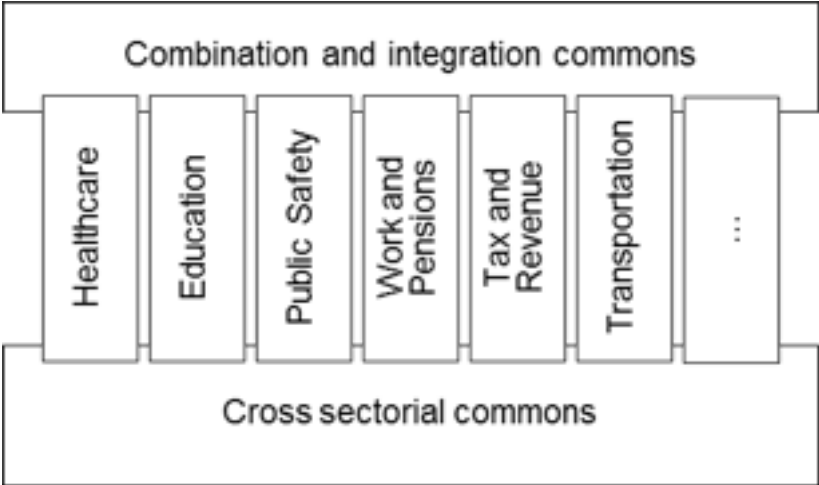 Combination and integration commons
Healthcare
Education
Public Safety
Work and
Pensions
Tax and
Revenue
Transportation
...
Cross sectorial commons